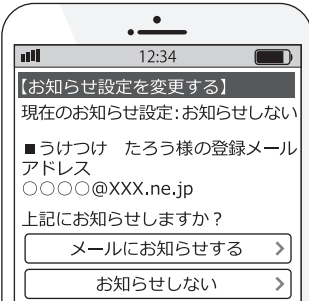 12:34
【お知らせ設定を変更する】
現在のお知らせ設定：お知らせしない
■うけつけ　たろう様の登録メール
アドレス
○○○○@XXX.ne.jp
上記にお知らせしますか？
メールにお知らせする
お知らせしない